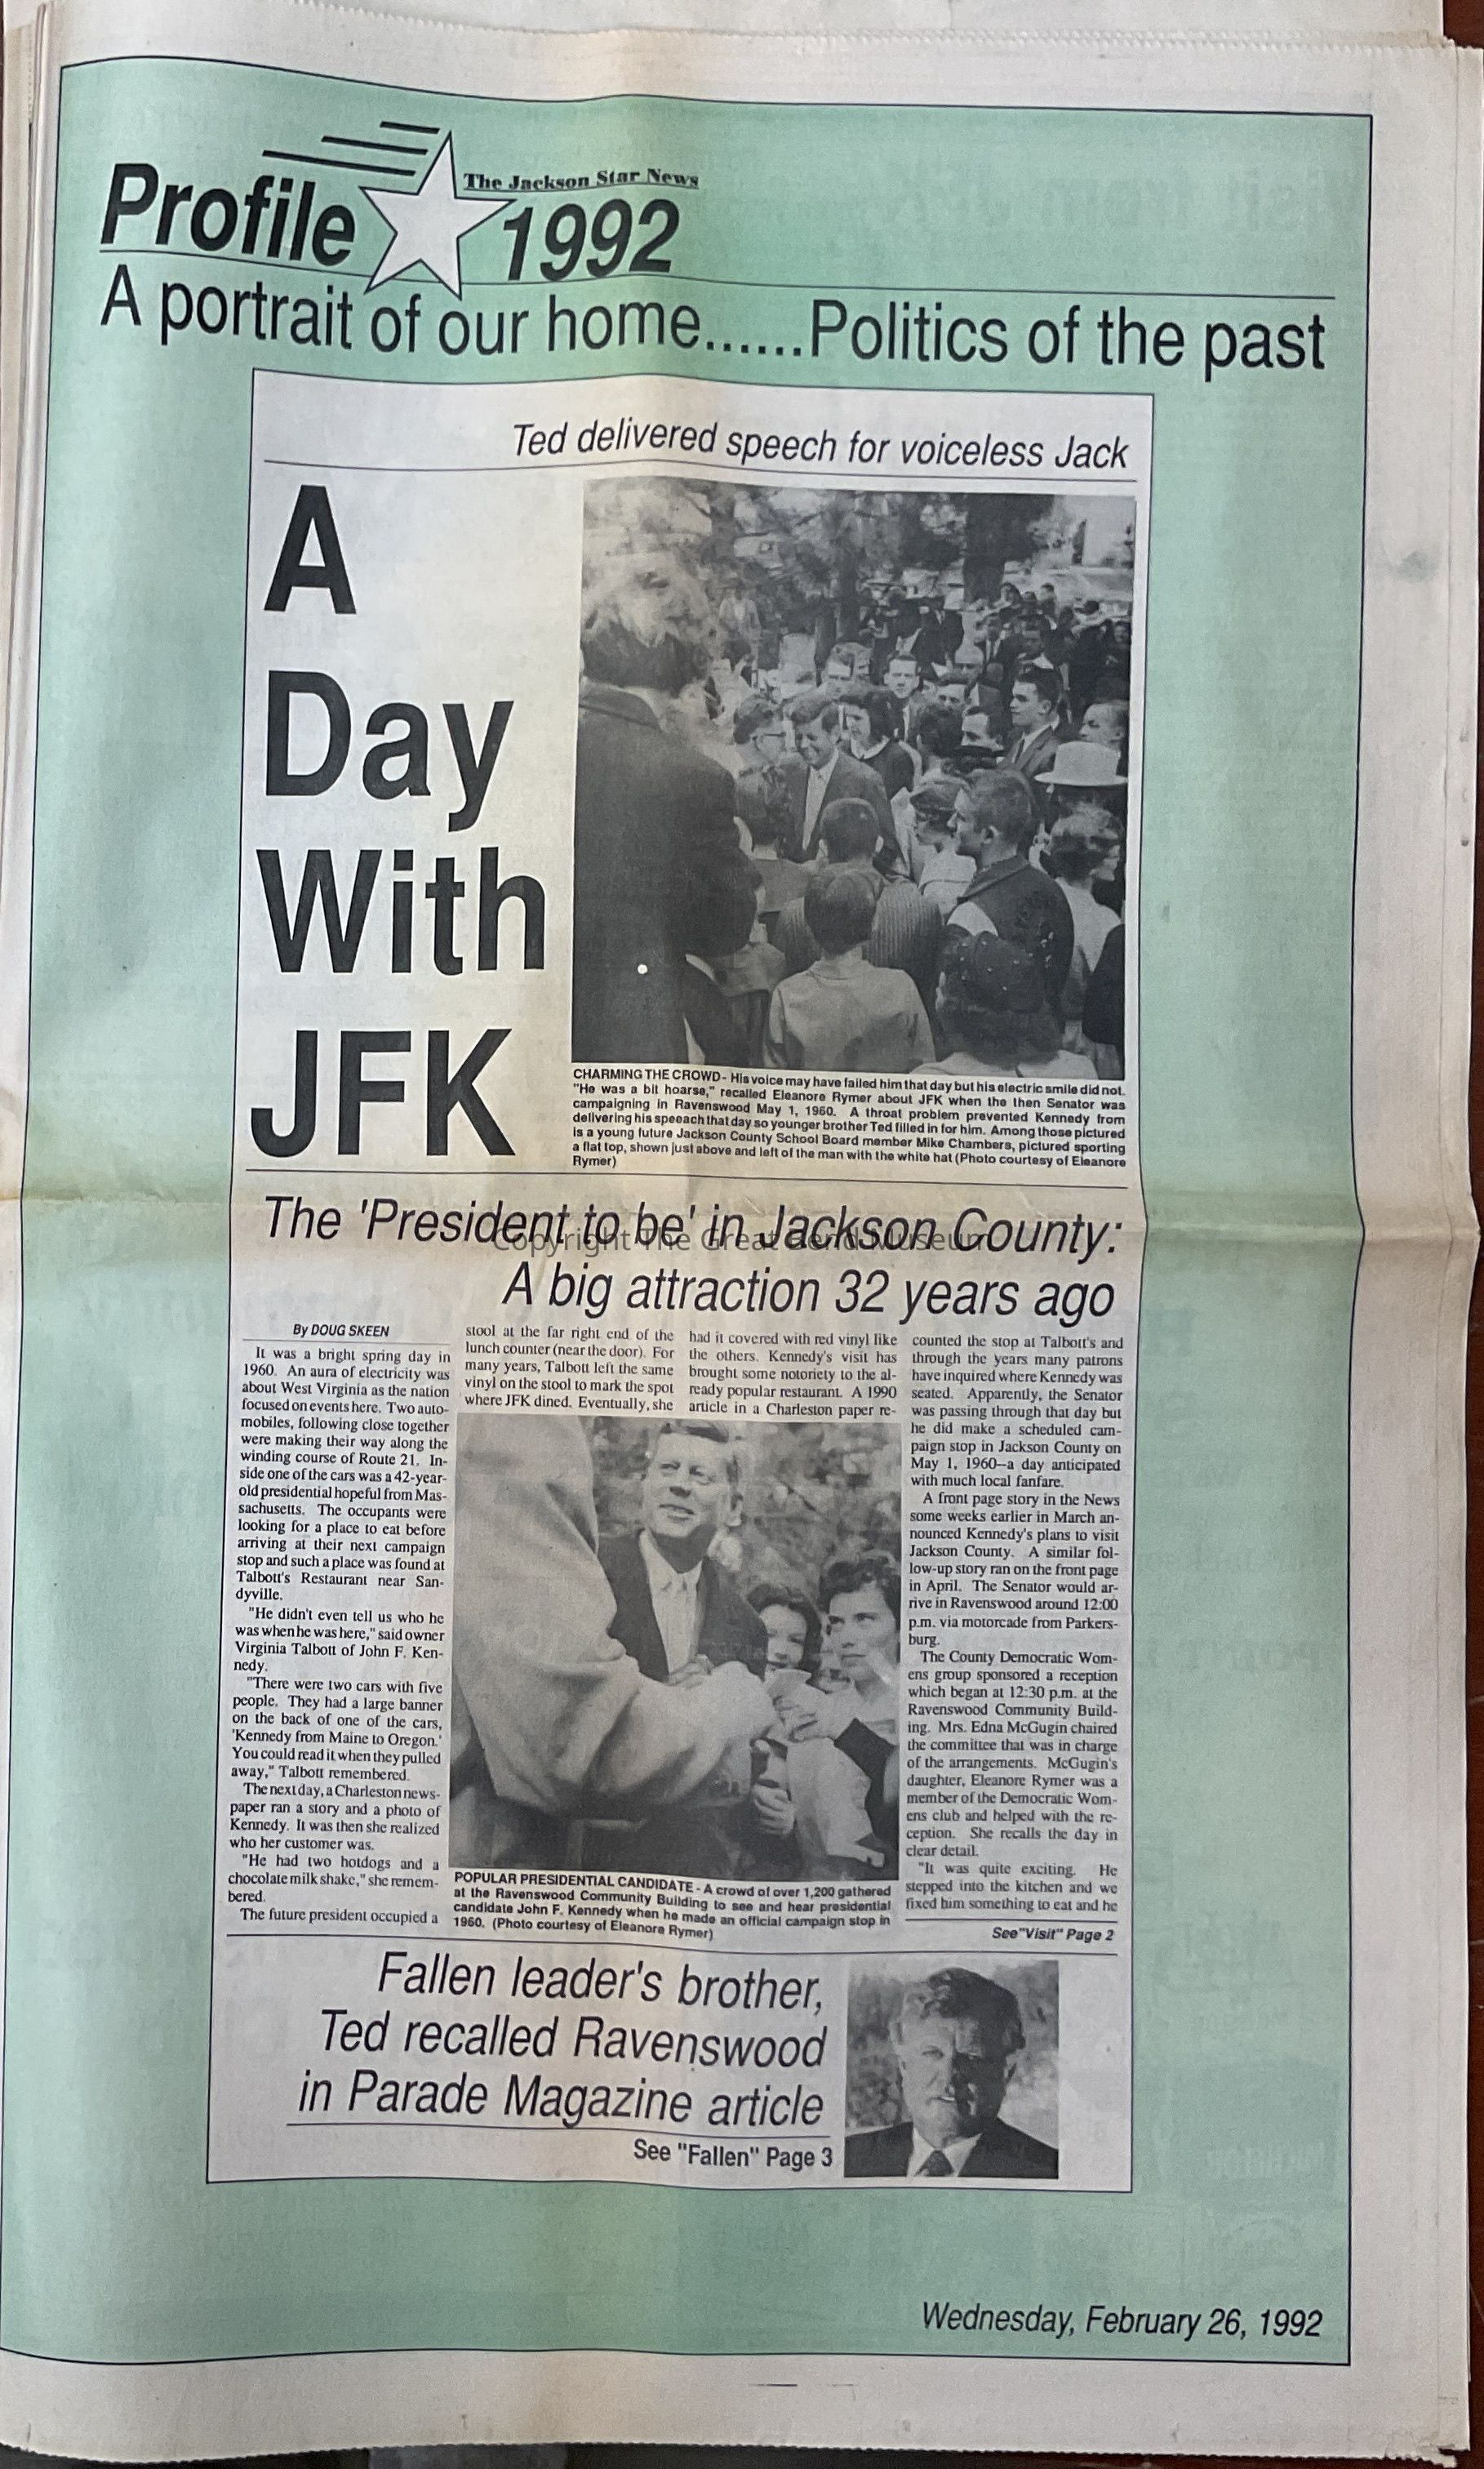 The Jackson Star News
Profile 1992
A portrait of our home......Politics of the past
Ted delivered speech for voiceless Jack
A
Day
With
JFK
CHARMING THE CROWD- His voice may have failed him that day but his electric smile did not.
"He was a bit hoarse," recalled Eleanore Rymer about JFK when the then Senator was
campaigning in Ravenswood May 1, 1960. A throat problem prevented Kennedy from
delivering his speeach that day so younger brother Ted filled in for him. Among those pictured
is a young future Jackson County School Board member Mike Chambers, pictured sporting
a flat top, shown just above and left of the man with the white hat (Photo courtesy of Eleanore
Rymer)
The 'President to be' in Jackson County:
Copyright The Great Bend Museum
A big attraction 32 years ago
By DOUG SKEEN
It was a bright spring day in
1960. An aura of electricity was
about West Virginia as the nation
focused on events here. Two auto-
mobiles, following close together
were making their way along the
winding course of Route 21. In-
side one of the cars was a 42-year-
old presidential hopeful from Mas-
sachusetts. The occupants were
looking for a place to eat before
arriving at their next campaign
stop and such a place was found at
Talbott's Restaurant near San-
dyville.
"He didn't even tell us who he
was when he was here," said owner
Virginia Talbott of John F. Ken-
nedy.
"There were two cars with five
people. They had a large banner
on the back of one of the cars,
'Kennedy from Maine to Oregon.'
You could read it when they pulled
away," Talbott remembered.
The next day, a Charleston news-
paper ran a story and a photo of
Kennedy. It was then she realized
who her customer was.
"He had two hotdogs and a
chocolate milk shake," she remem-
bered.
The future president occupied a
stool at the far right end of the
lunch counter (near the door). For
many years, Talbott left the same
vinyl on the stool to mark the spot
where JFK dined. Eventually, she
had it covered with red vinyl like
the others. Kennedy's visit has
brought some notoriety to the al-
ready popular restaurant. A 1990
article in a Charleston paper re-
counted the stop at Talbott's and
through the years many patrons
have inquired where Kennedy was
seated. Apparently, the Senator
was passing through that day but
he did make a scheduled cam-
paign stop in Jackson County on
May 1, 1960--a day anticipated
with much local fanfare.
A front page story in the News
some weeks earlier in March an-
nounced Kennedy's plans to visit
Jackson County. A similar fol-
low-up story ran on the front page
in April. The Senator would ar-
rive in Ravenswood around 12:00
p.m. via motorcade from Parkers-
burg.
The County Democratic Wom-
ens group sponsored a reception
which began at 12:30 p.m. at the
Ravenswood Community Build-
ing. Mrs. Edna McGugin chaired
the committee that was in charge
of the arrangements. McGugin's
daughter, Eleanore Rymer was a
member of the Democratic Wom-
ens club and helped with the re-
ception. She recalls the day in
clear detail.
"It was quite exciting. He
stepped into the kitchen and we
fixed him something to eat and he
See"Visit" Page 2
POPULAR PRESIDENTIAL CANDIDATE - A crowd of over 1,200 gathered
at the Ravenswood Community Building to see and hear presidential
candidate John F. Kennedy when he made an official campaign stop in
1960. (Photo courtesy of Eleanora Rymer)
Fallen leader's brother,
Ted recalled Ravenswood
in Parade Magazine article
See "Fallen" Page 3
Wednesday, February 26, 1992